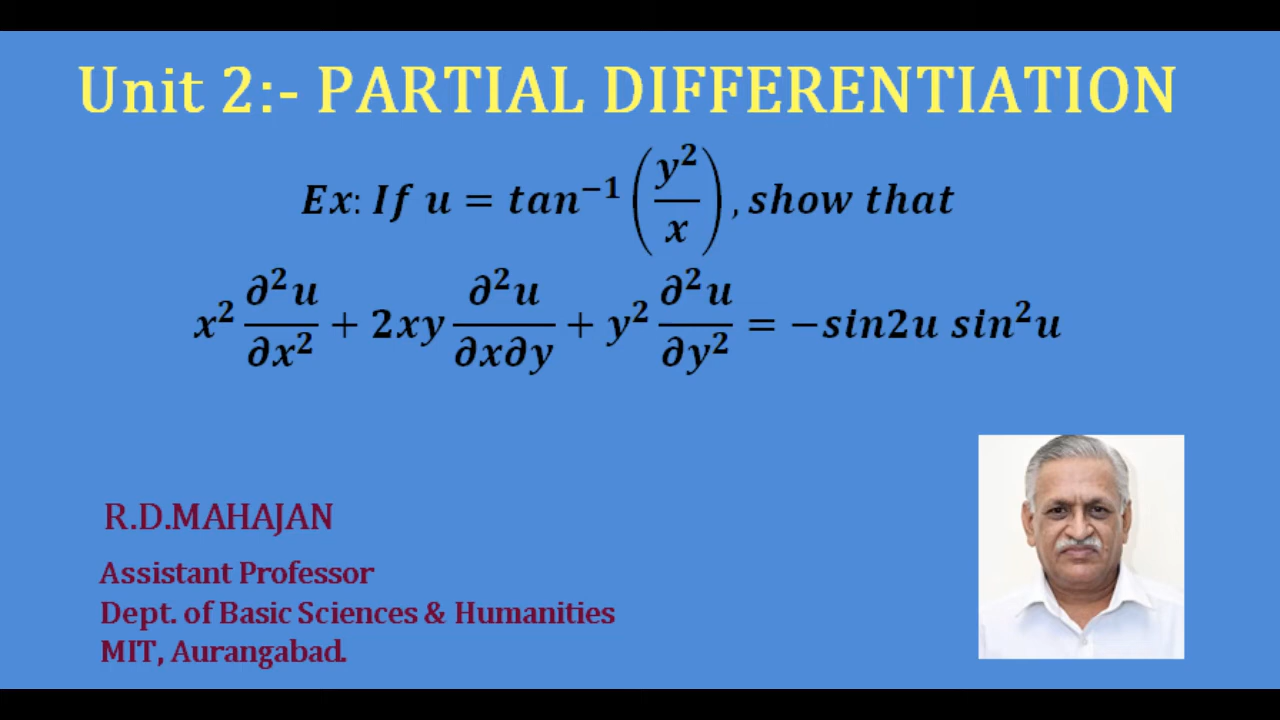 Unit 2:- PARTIAL DIFFERENTIATION
Ex: If u = tan⁻¹ (y²/x), show that
x² ∂²u/∂x² + 2xy ∂²u/∂x∂y + y² ∂²u/∂y² = −sin2u sin²u
R.D.MAHAJAN
Assistant Professor
Dept. of Basic Sciences & Humanities
MIT, Aurangabad.